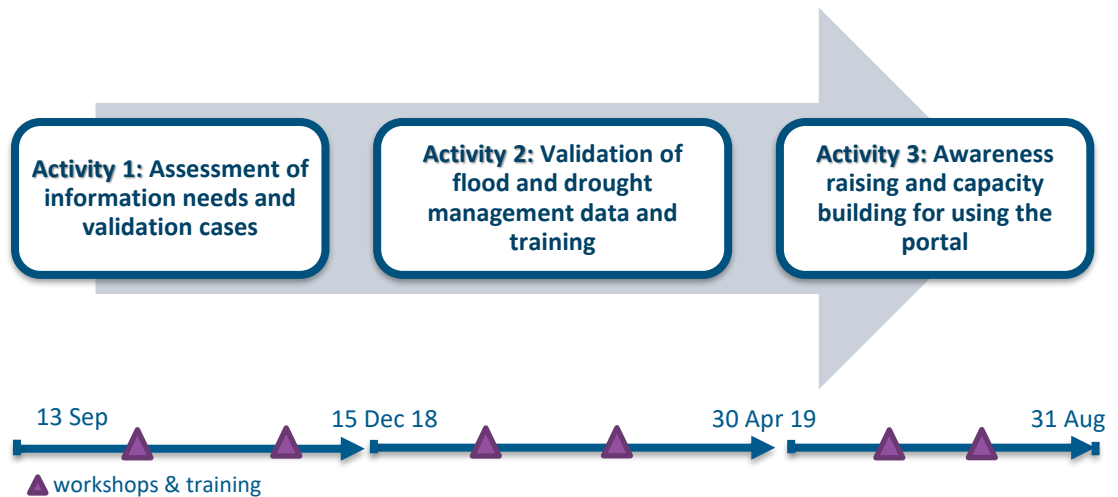 Activity 1: Assessment of
information needs and
validation cases
Activity 2: Validation of
flood and drought
management data and
training
Activity 3: Awareness
raising and capacity
building for using the
portal
13 Sep
15 Dec 18
30 Apr 19
31 Aug
workshops & training